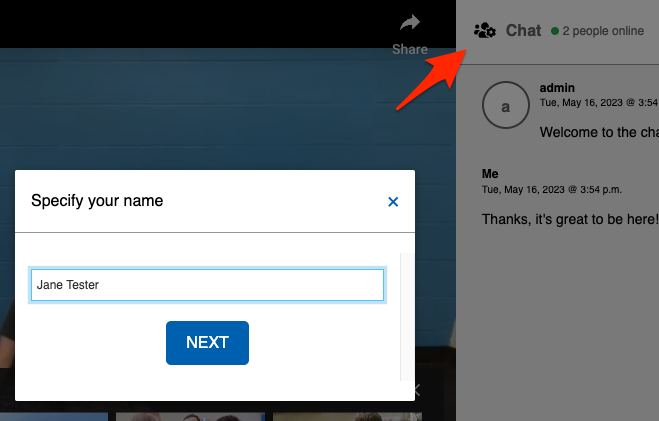 Share
Chat
2 people online
a
admin
Tue, May 16, 2023 @ 3:54
Welcome to the cha
Me
Tue, May 16, 2023 @ 3:54 p.m.
Thanks, it's great to be here!
Specify your name
Jane Tester
NEXT